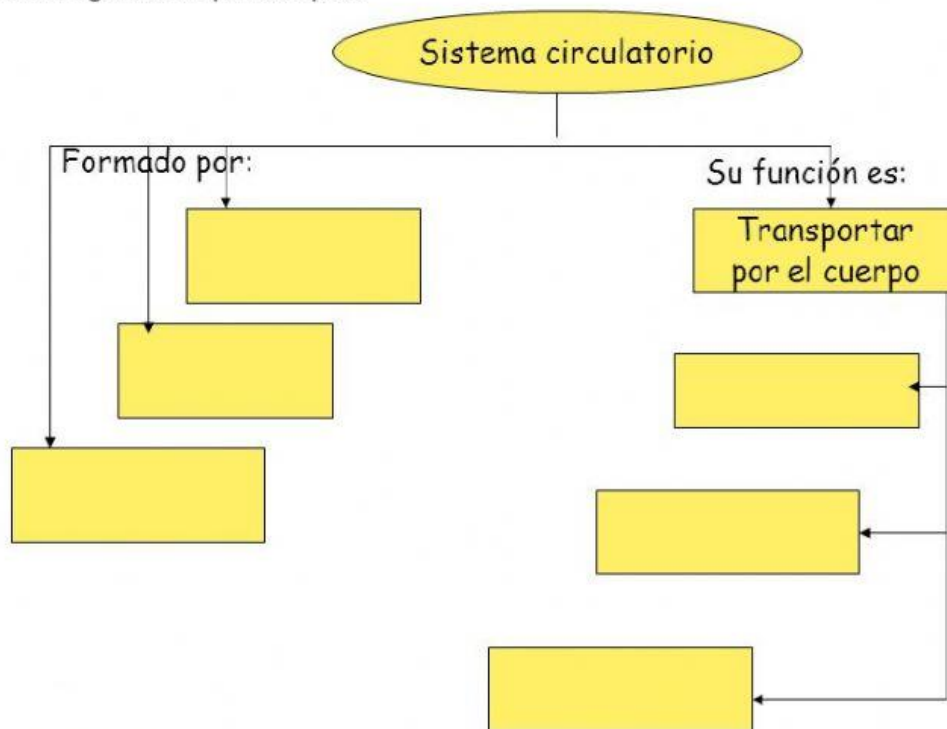 Sistema circulatorio
Formado por:
Su función es:
Transportar
por el cuerpo